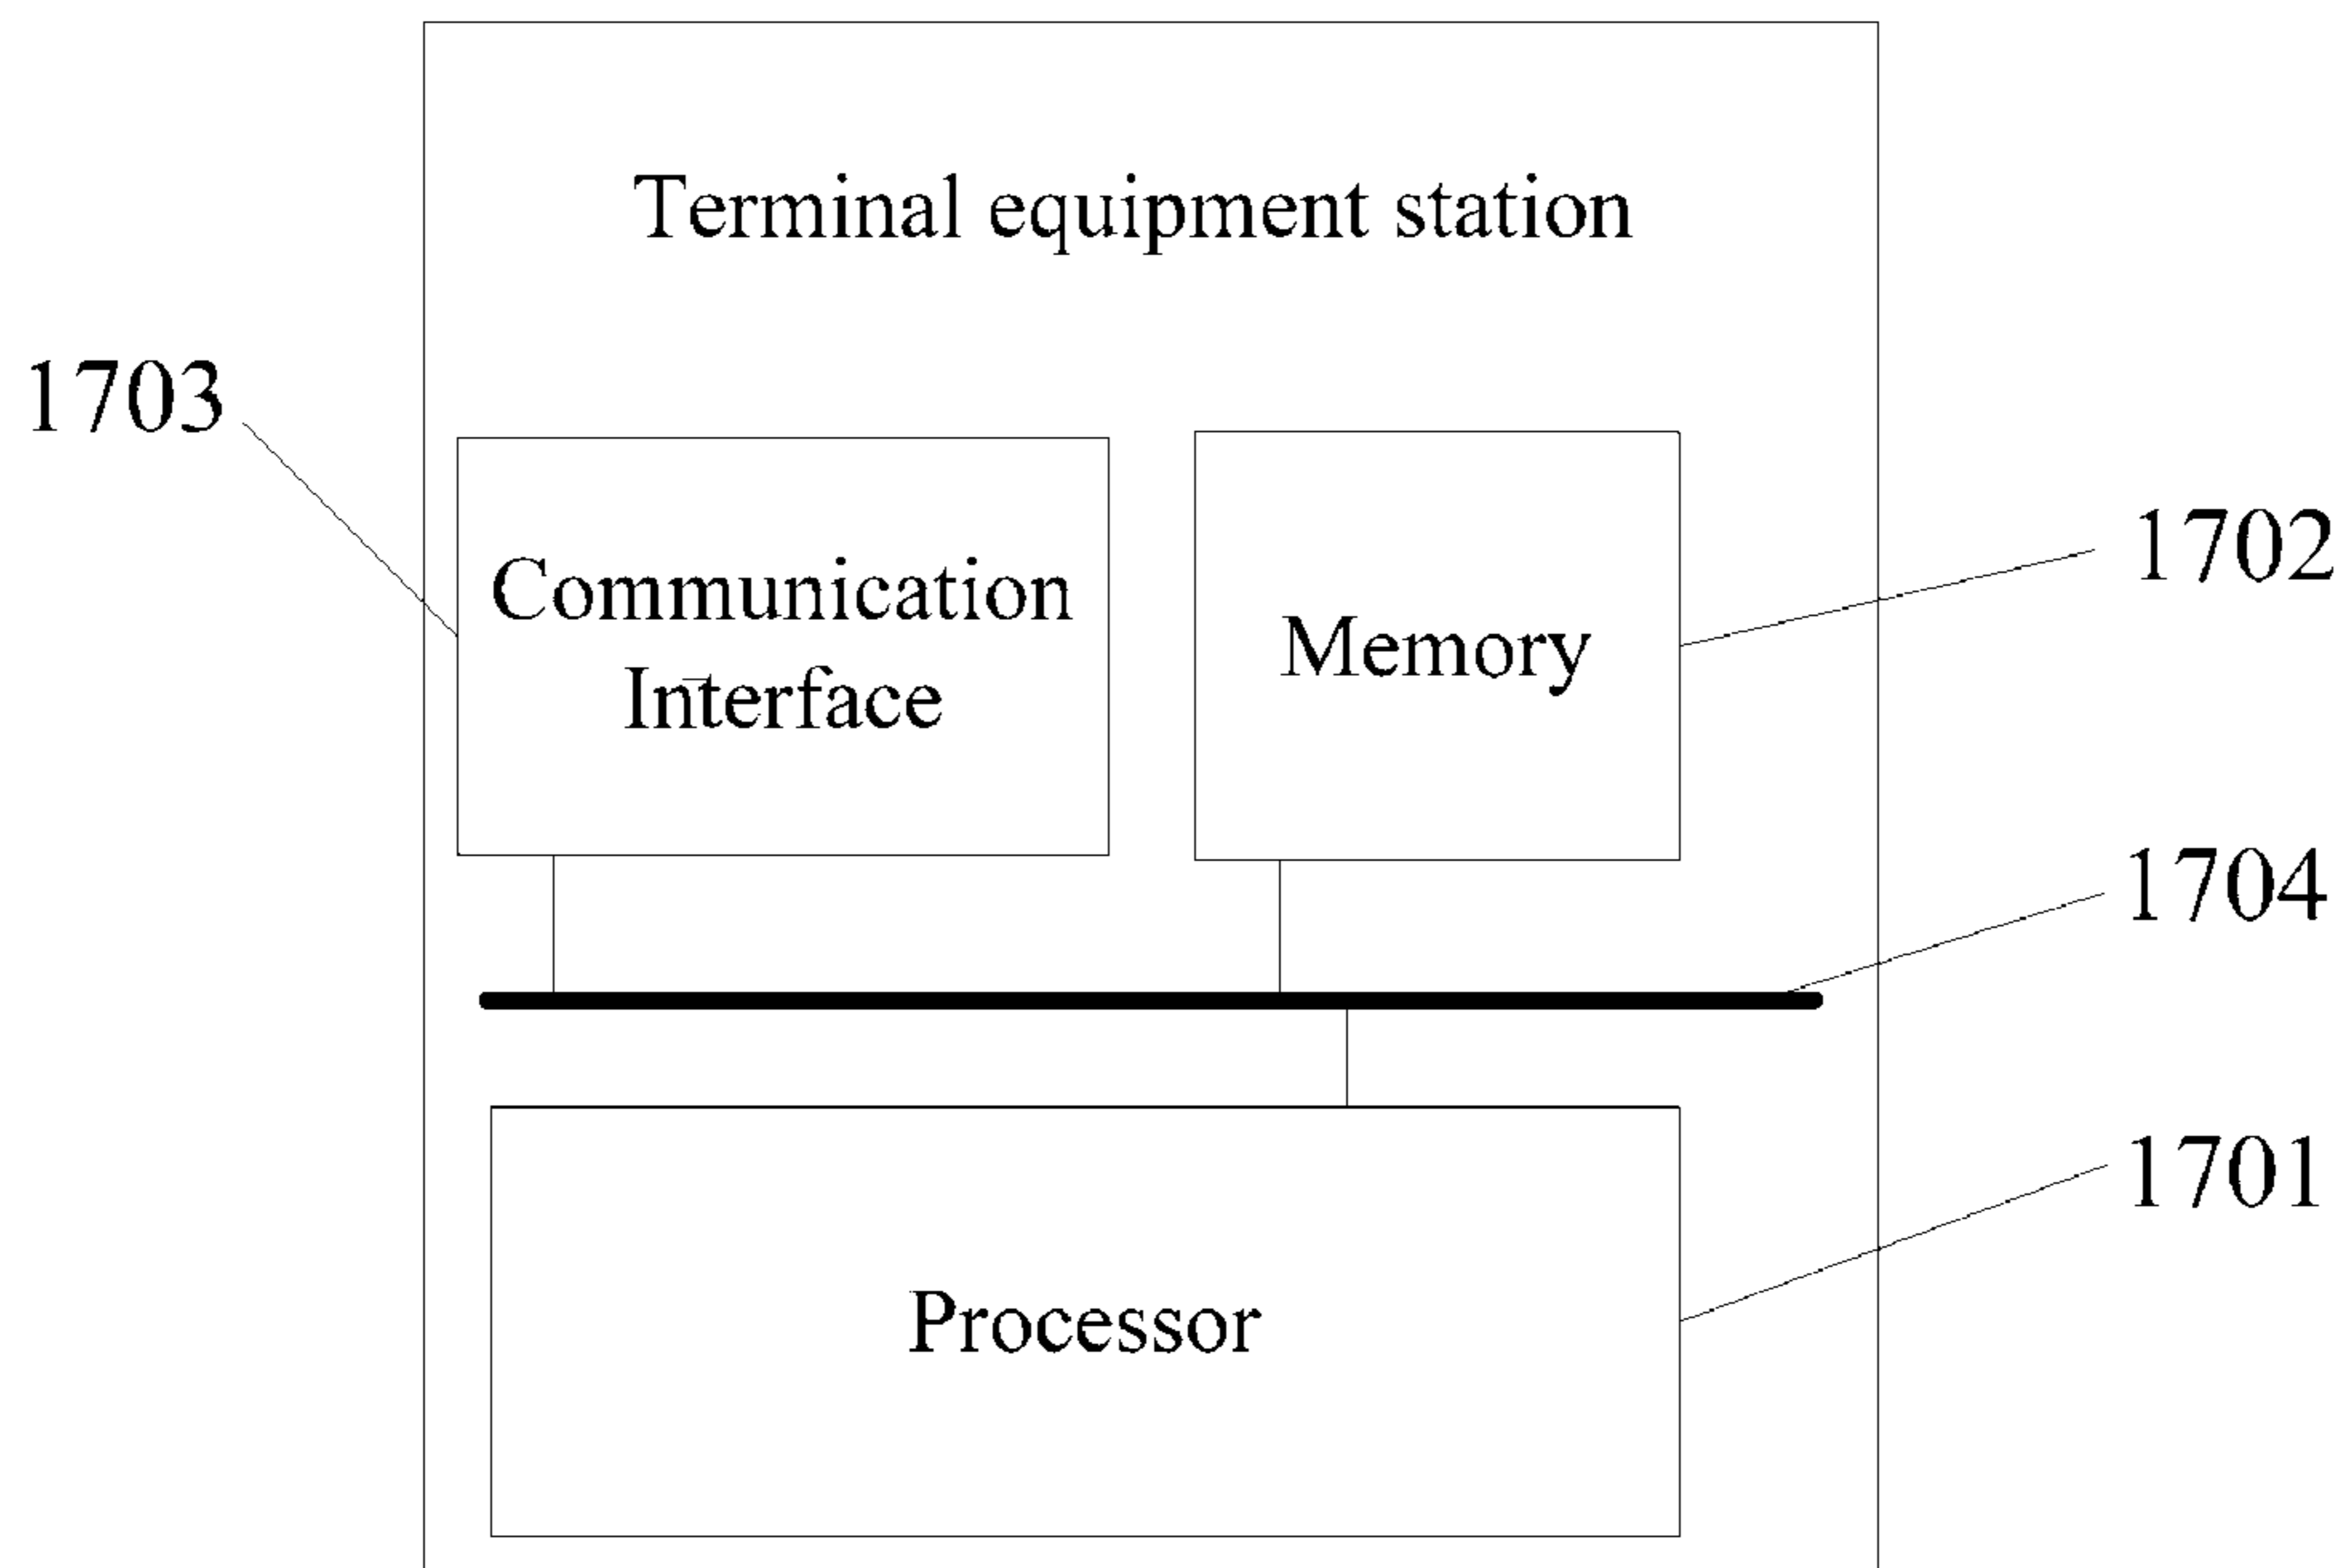 Terminal equipment station
1703
Communication
Interface
Memory
1702
1704
1701
Processor